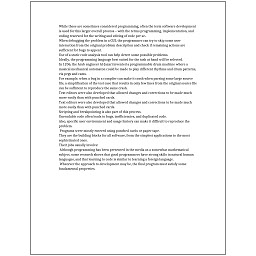 While these are sometimes considered programming, often the term software development
is used for this larger overall process – with the terms programming, implementation, and
coding reserved for the writing and editing of code per se.
When debugging the problem in a GUI, the programmer can try to skip some user
interaction from the original problem description and check if remaining actions are
sufficient for bugs to appear.
Use of a static code analysis tool can help detect some possible problems.
Ideally, the programming language best suited for the task at hand will be selected.
In 1206, the Arab engineer Al-Jazari invented a programmable drum machine where a
musical mechanical automaton could be made to play different rhythms and drum patterns,
via pegs and cams.
For example, when a bug in a compiler can make it crash when parsing some large source
file, a simplification of the test case that results in only few lines from the original source file
can be sufficient to reproduce the same crash.
Text editors were also developed that allowed changes and corrections to be made much
more easily than with punched cards.
Text editors were also developed that allowed changes and corrections to be made much
more easily than with punched cards.
Scripting and breakpointing is also part of this process.
Unreadable code often leads to bugs, inefficiencies, and duplicated code.
Also, specific user environment and usage history can make it difficult to reproduce the
problem.
Programs were mostly entered using punched cards or paper tape.
They are the building blocks for all software, from the simplest applications to the most
sophisticated ones.
Their jobs usually involve:
Although programming has been presented in the media as a somewhat mathematical
subject, some research shows that good programmers have strong skills in natural human
languages, and that learning to code is similar to learning a foreign language.
Whatever the approach to development may be, the final program must satisfy some
fundamental properties.